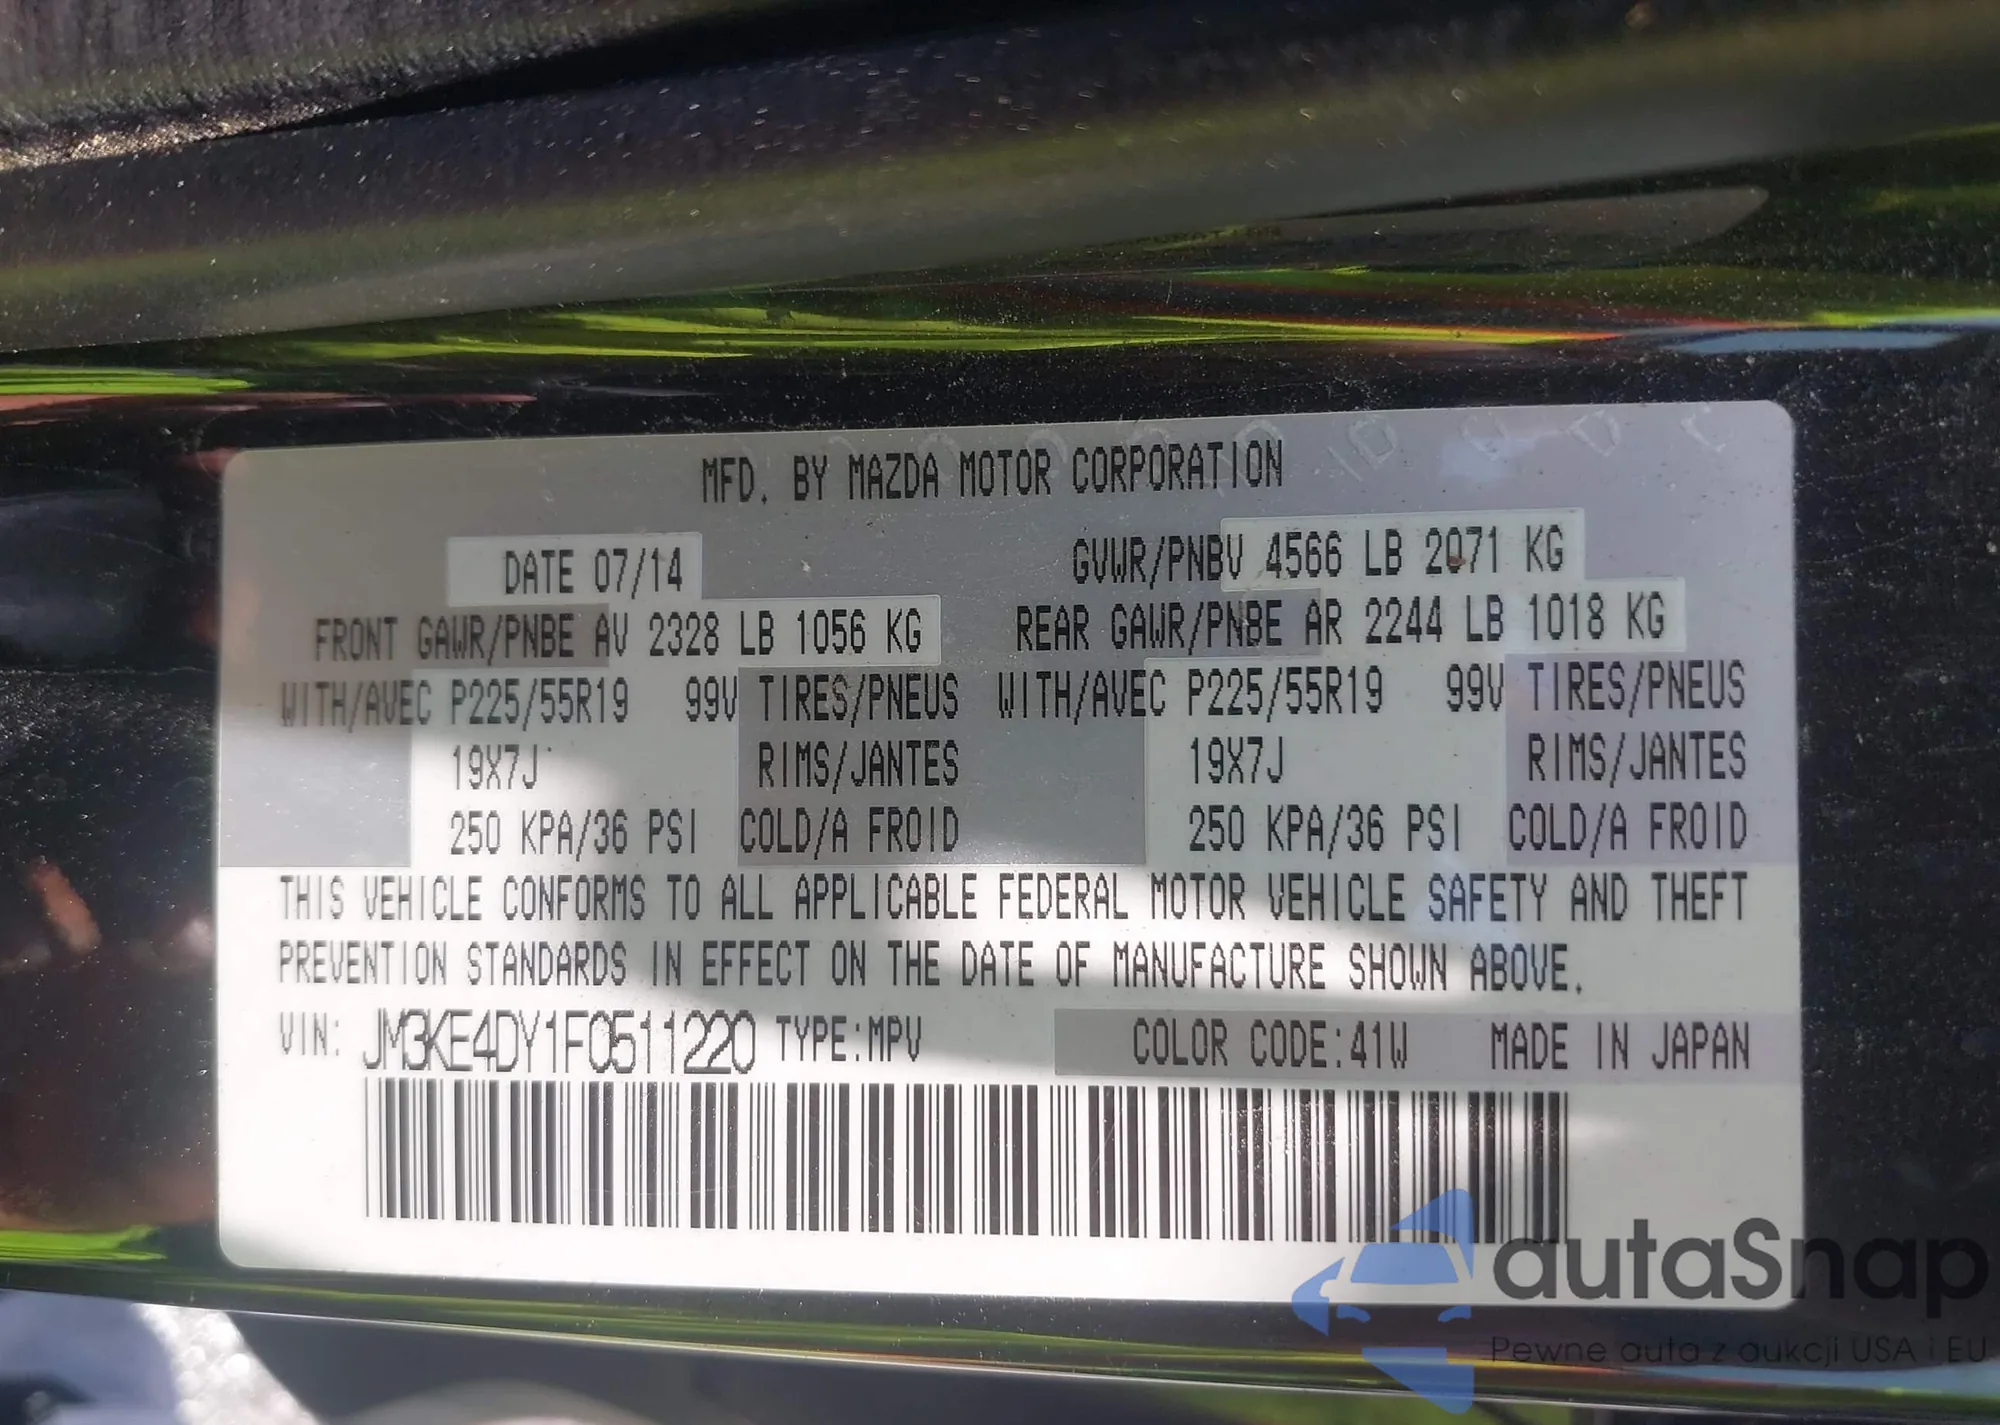 MFD. BY MAZDA MOTOR CORPORATION
DATE 07/14 GVWR/PNBV 4566 LB 2071 KG
FRONT GAWR/PNBE AV 2328 LB 1056 KG REAR GAWR/PNBE AR 2244 LB 1018 KG
WITH/AVEC P225/55R19 99V TIRES/PNEUS WITH/AVEC P225/55R19 99V TIRES/PNEUS
19X7J RIMS/JANTES 19X7J RIMS/JANTES
250 KPA/36 PSI COLD/A FROID 250 KPA/36 PSI COLD/A FROID
THIS VEHICLE CONFORMS TO ALL APPLICABLE FEDERAL MOTOR VEHICLE SAFETY AND THEFT
PREVENTION STANDARDS IN EFFECT ON THE DATE OF MANUFACTURE SHOWN ABOVE.
VIN: JM3KE4DY1F0511220 TYPE:MPV COLOR CODE:41W MADE IN JAPAN
autaSnap
Pewne auta z aukcji USA i EU